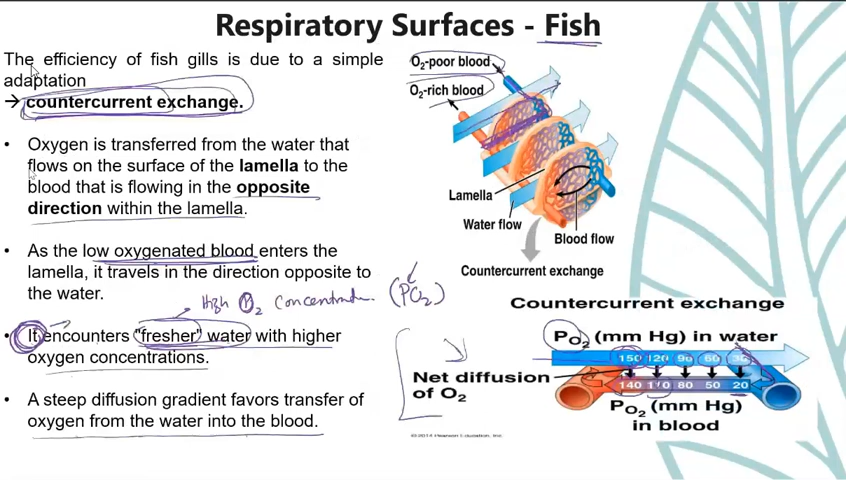 Respiratory Surfaces - Fish
The efficiency of fish gills is due to a simple
adaptation
→ countercurrent exchange.
• Oxygen is transferred from the water that
flows on the surface of the lamella to the
blood that is flowing in the opposite
direction within the lamella.
• As the low oxygenated blood enters the
lamella, it travels in the direction opposite to
the water.
High O₂ Concentration (PO₂)
• It encounters "fresher" water with higher
oxygen concentrations.
• A steep diffusion gradient favors transfer of
oxygen from the water into the blood.
O₂-poor blood
O₂-rich blood
Lamella
Water flow
Blood flow
Countercurrent exchange
Countercurrent exchange
PO₂ (mm Hg) in water
150 120 90 60 30
Net diffusion
of O₂
140 110 80 50 20
PO₂ (mm Hg)
in blood
©2014 Pearson Education, Inc.